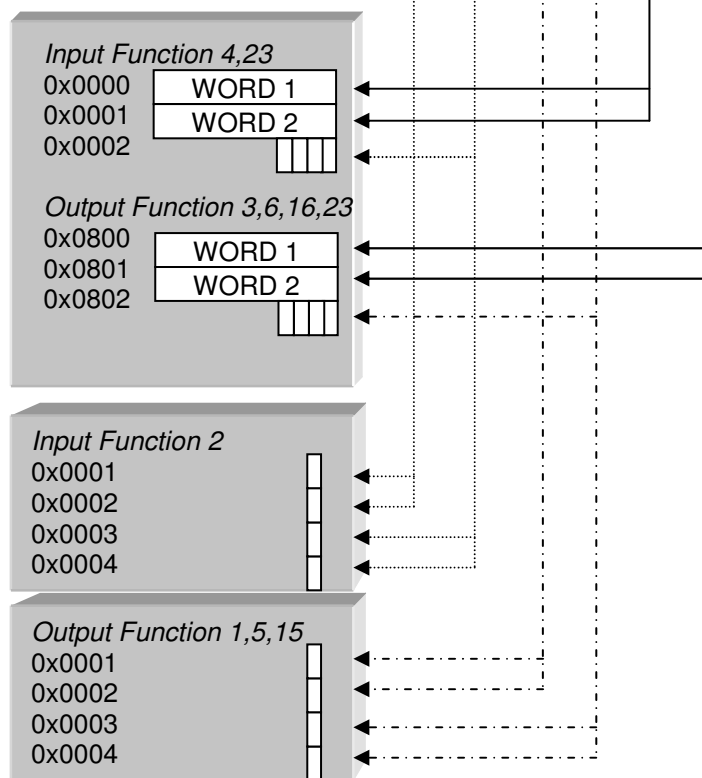 Input Function 4,23
0x0000 WORD 1
0x0001 WORD 2
0x0002
Output Function 3,6,16,23
0x0800 WORD 1
0x0801 WORD 2
0x0802
Input Function 2
0x0001
0x0002
0x0003
0x0004
Output Function 1,5,15
0x0001
0x0002
0x0003
0x0004